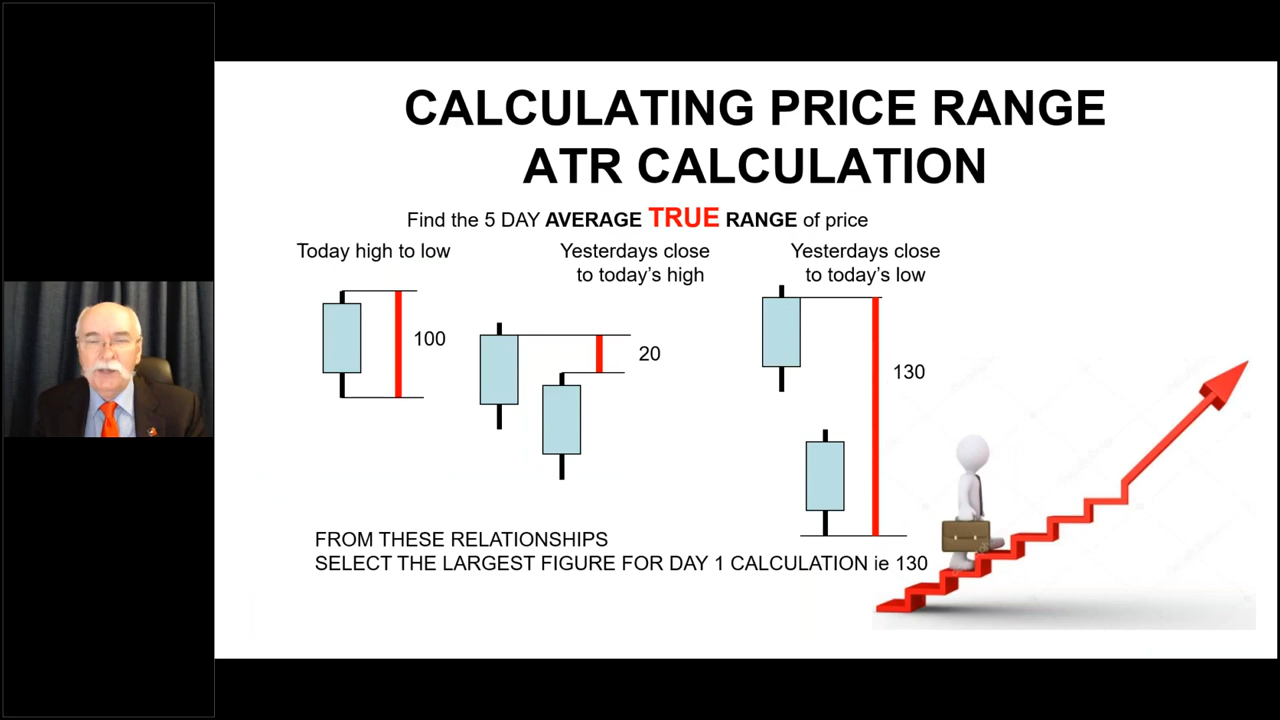 CALCULATING PRICE RANGE
ATR CALCULATION
Find the 5 DAY AVERAGE TRUE RANGE of price
Today high to low
Yesterdays close
to today's high
Yesterdays close
to today's low
100
20
130
FROM THESE RELATIONSHIPS
SELECT THE LARGEST FIGURE FOR DAY 1 CALCULATION ie 130